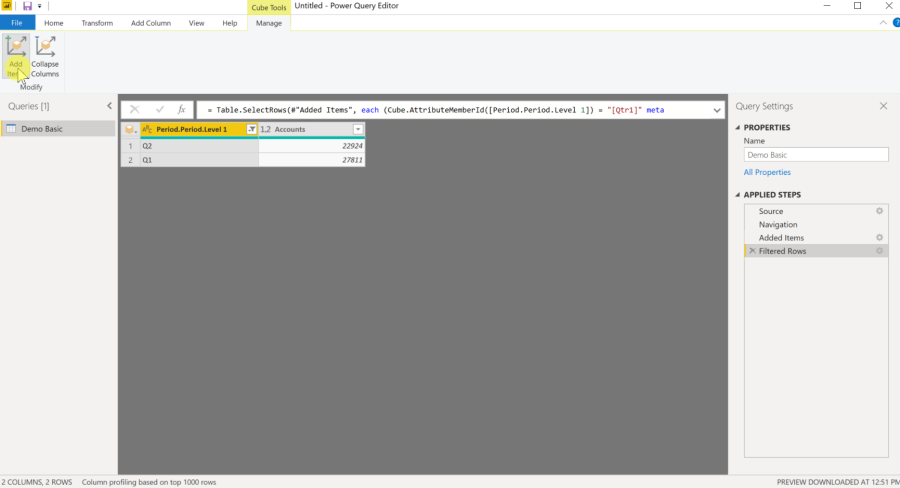 Cube Tools
Untitled - Power Query Editor
File
Home
Transform
Add Column
View
Help
Manage
Add
Items
Collapse
Columns
Modify
Queries [1]
Demo Basic
fx
= Table.SelectRows(#"Added Items", each (Cube.AttributeMemberId([Period.Period.Level 1]) = "[Qtr1]" meta
ABC Period.Period.Level 1
1.2 Accounts
1 Q2 22924
2 Q1 27811
Query Settings
PROPERTIES
Name
Demo Basic
All Properties
APPLIED STEPS
Source
Navigation
Added Items
Filtered Rows
2 COLUMNS, 2 ROWS
Column profiling based on top 1000 rows
PREVIEW DOWNLOADED AT 12:51 PM